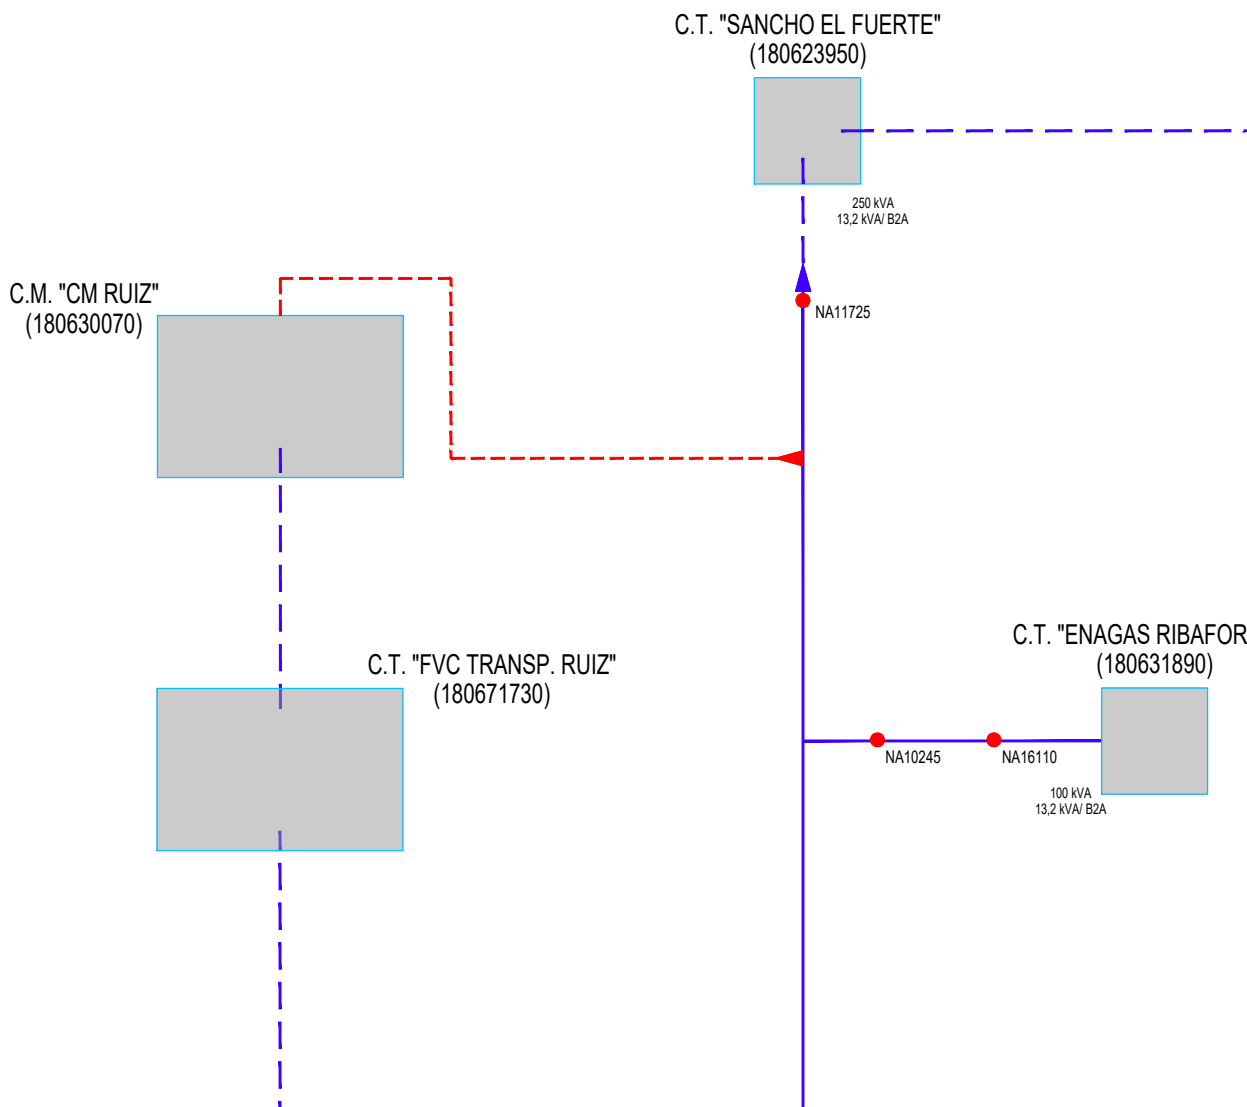 C.T. "SANCHO EL FUERTE"
(180623950)
250 kVA
13,2 kVA/ B2A
C.M. "CM RUIZ"
(180630070)
NA11725
C.T. "FVC TRANSP. RUIZ"
(180671730)
C.T. "ENAGAS RIBAFOR
(180631890)
NA10245
NA16110
100 kVA
13,2 kVA/ B2A